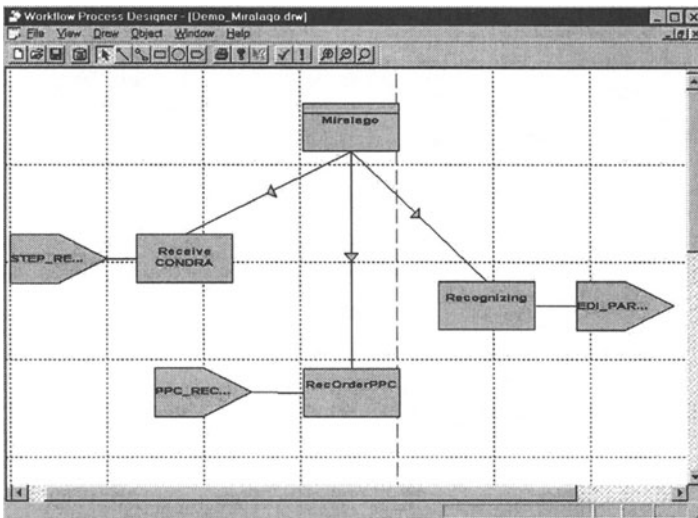 Workflow Process Designer - [Demo_Miralago.drw]
File View Draw Object Window Help
Miralago
STEP_RE...
Receive
CONDRA
Recognizing
EDI_PAR...
PPC_REC...
RecOrderPPC